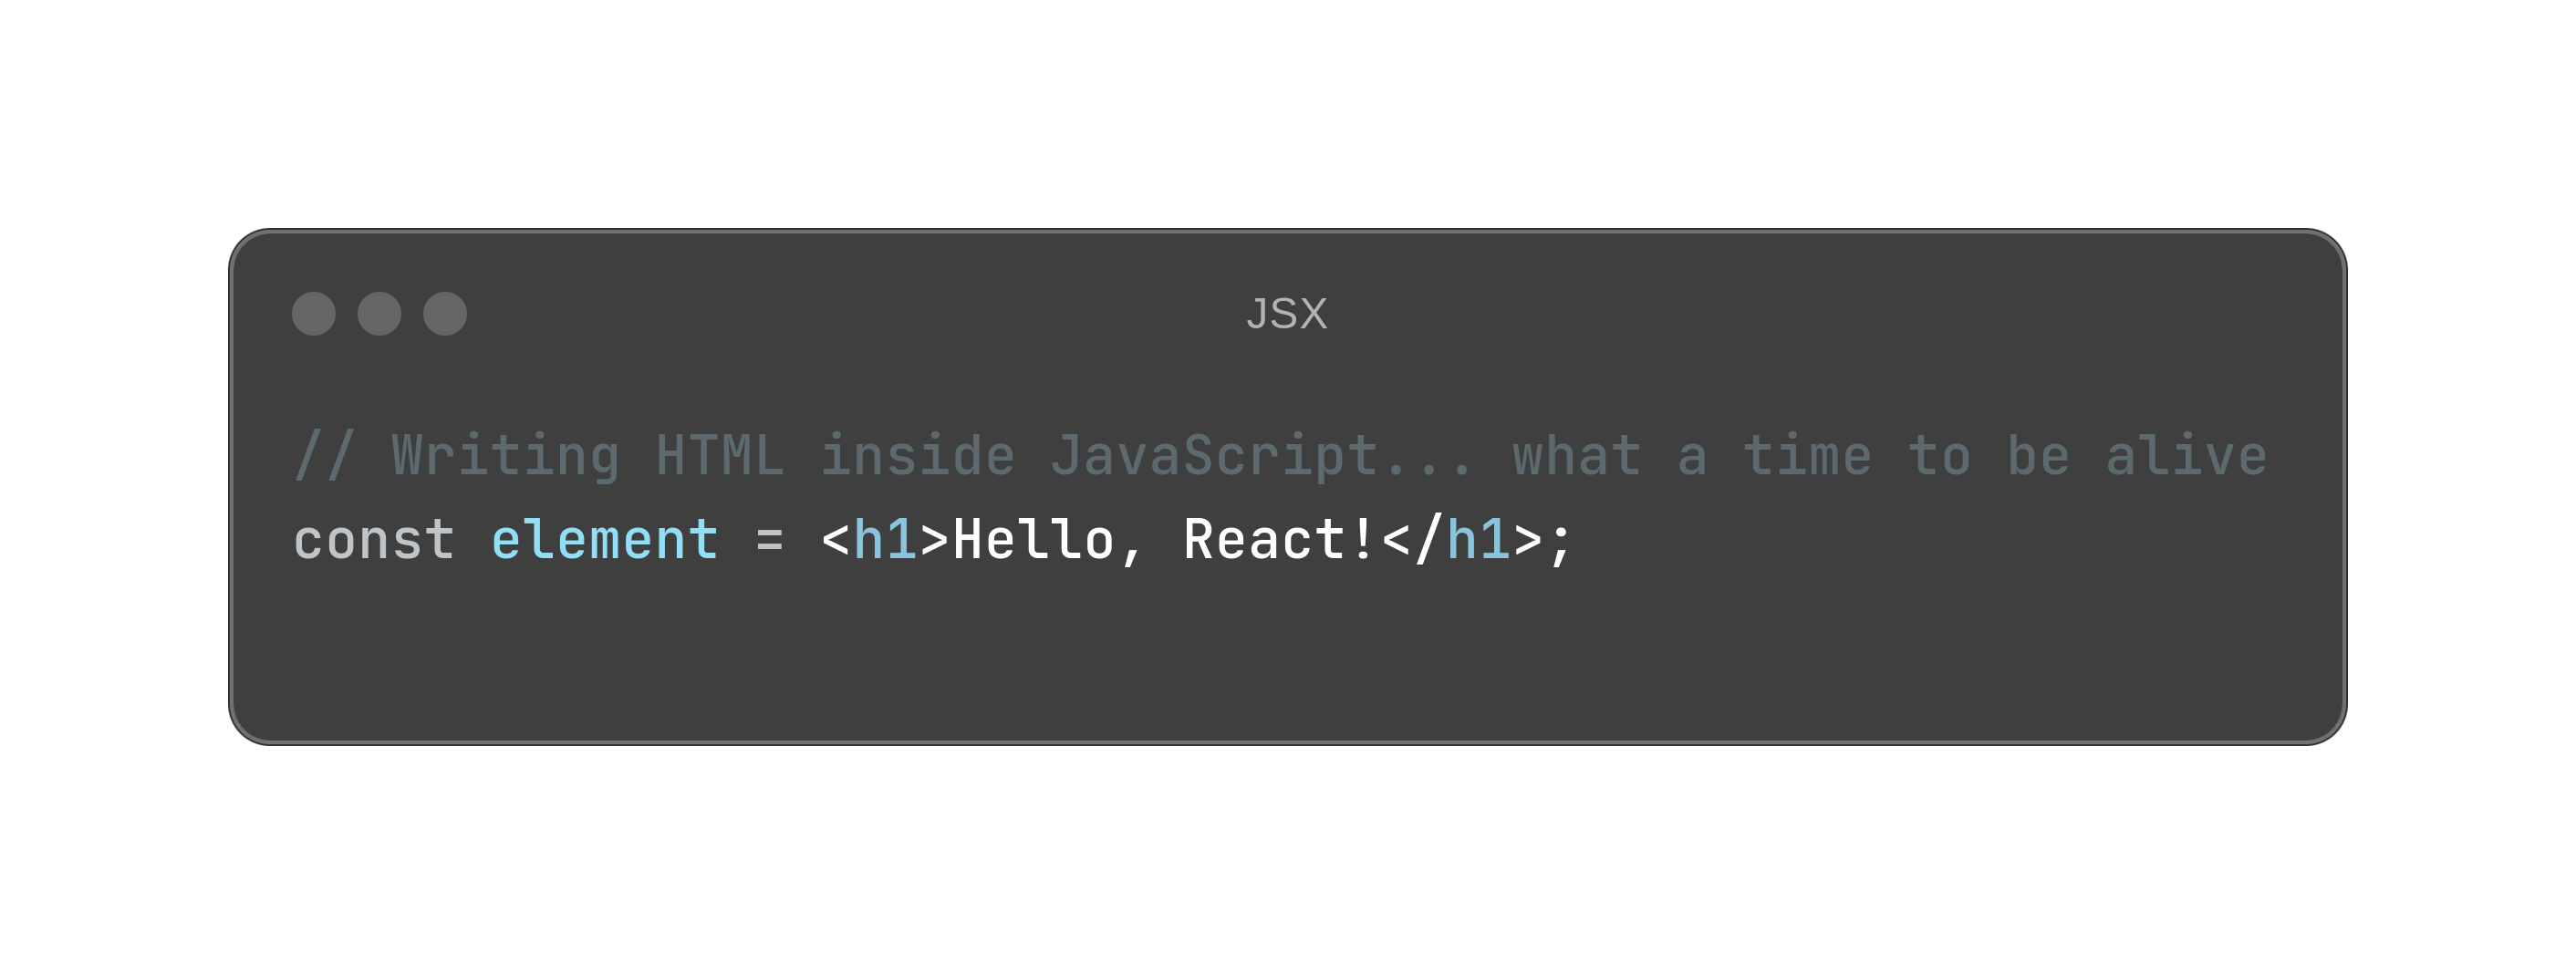 JSX
// Writing HTML inside JavaScript... what a time to be alive
const element = <h1>Hello, React!</h1>;